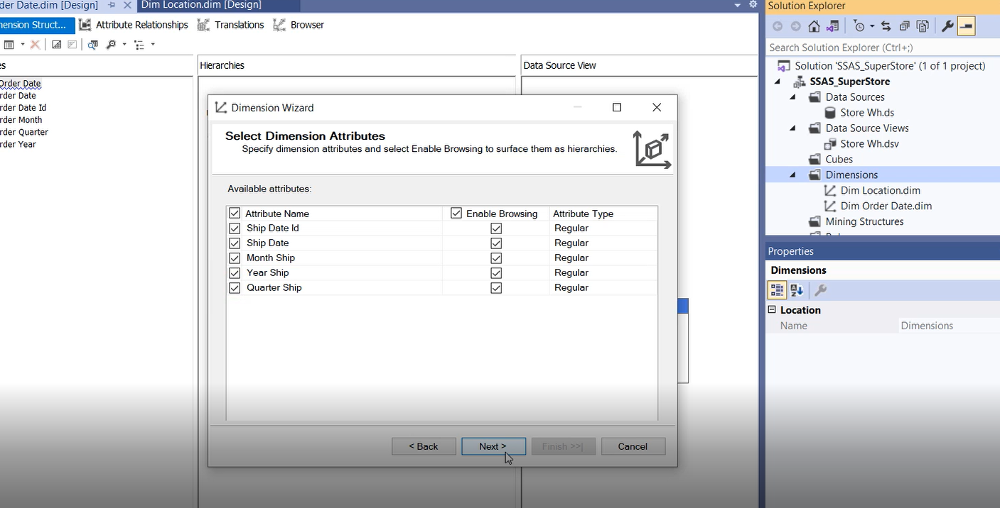 der Date.dim [Design]
Dim Location.dim [Design]
mension Struct...
Attribute Relationships
Translations
Browser
es
Hierarchies
Data Source View
Order Date
rder Date
rder Date Id
rder Month
rder Quarter
rder Year
Dimension Wizard
Select Dimension Attributes
Specify dimension attributes and select Enable Browsing to surface them as hierarchies.
Available attributes:
Attribute Name Enable Browsing Attribute Type
Ship Date Id Regular
Ship Date Regular
Month Ship Regular
Year Ship Regular
Quarter Ship Regular
< Back
Next >
Finish >>|
Cancel
Solution Explorer
Search Solution Explorer (Ctrl+;)
Solution 'SSAS_SuperStore' (1 of 1 project)
SSAS_SuperStore
Data Sources
Store Wh.ds
Data Source Views
Store Wh.dsv
Cubes
Dimensions
Dim Location.dim
Dim Order Date.dim
Mining Structures
Properties
Dimensions
Location
Name Dimensions